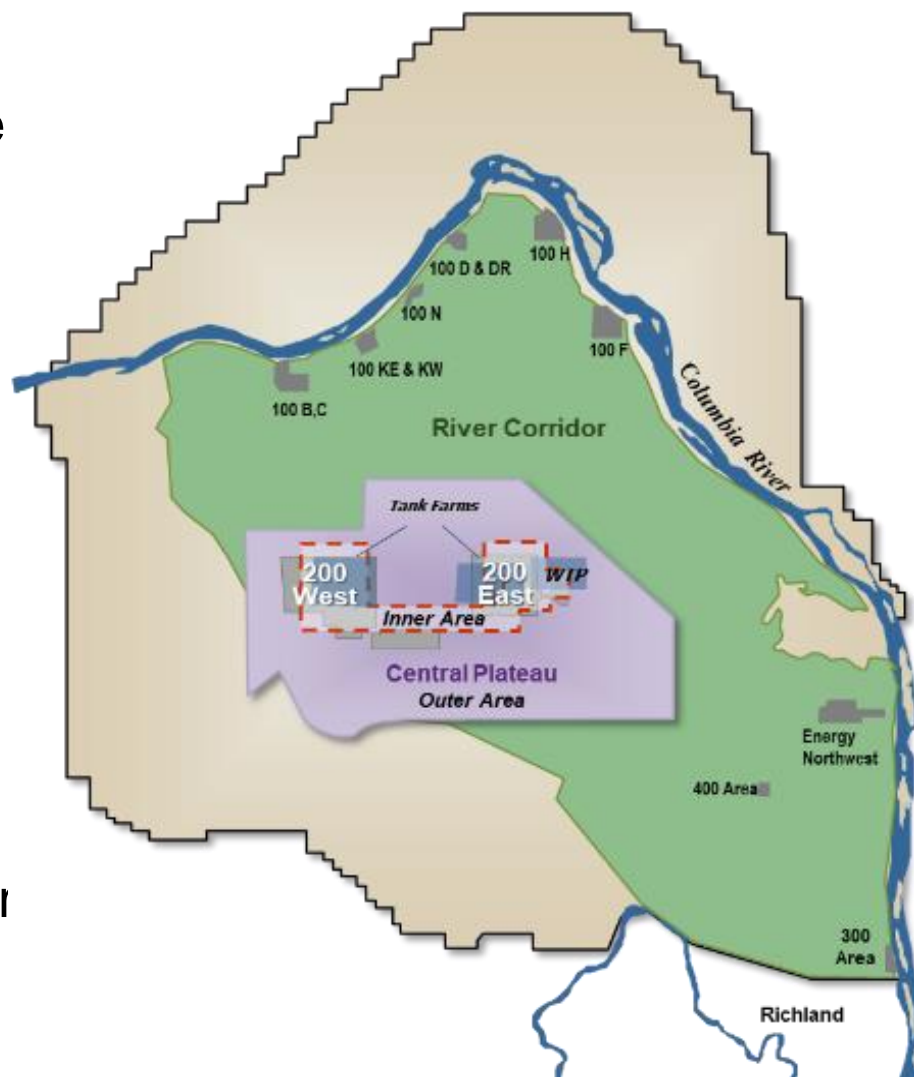 e
100 H
100 D & DR
100 N
100 F
100 KE & KW
100 B,C
Columbia River
River Corridor
Tank Farms
200
West
200
East
WTP
Inner Area
Central Plateau
Outer Area
Energy
Northwest
400 Area
r
300
Area
Richland